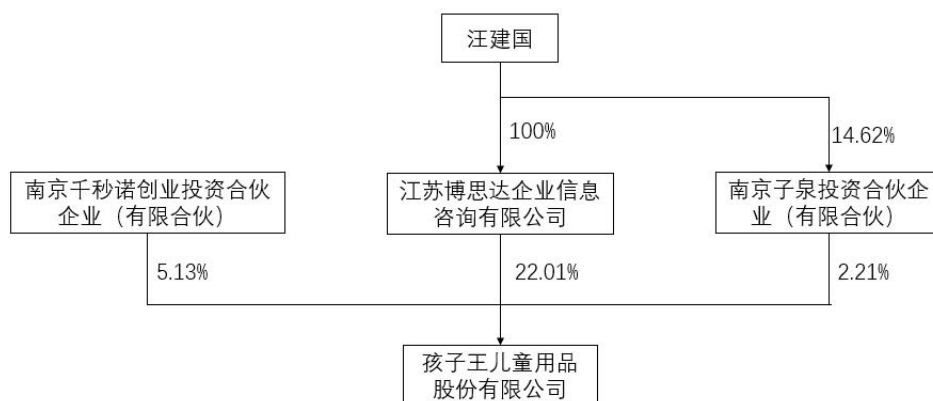 汪建国
100%
14.62%
南京千秒诺创业投资合伙
企业（有限合伙）
江苏博思达企业信息
咨询有限公司
南京子泉投资合伙企
业（有限合伙）
5.13%
22.01%
2.21%
孩子王儿童用品
股份有限公司